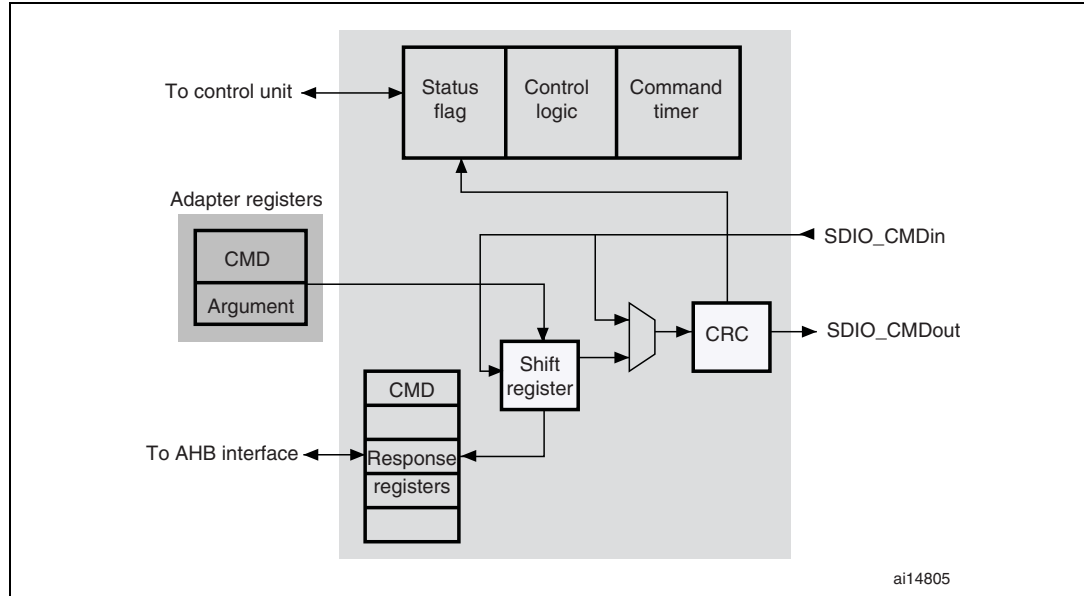 To control unit
Status
flag
Control
logic
Command
timer
Adapter registers
CMD
Argument
SDIO_CMDin
SDIO_CMDout
CRC
Shift
register
CMD
To AHB interface
Response
registers
ai14805